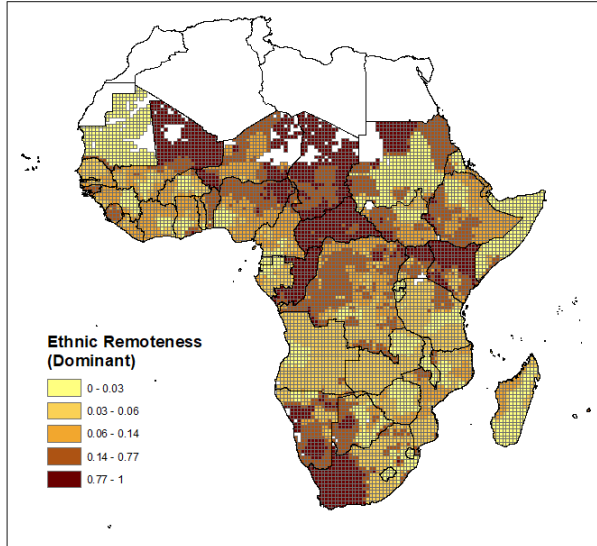 Ethnic Remoteness
(Dominant)
0 - 0.03
0.03 - 0.06
0.06 - 0.14
0.14 - 0.77
0.77 - 1